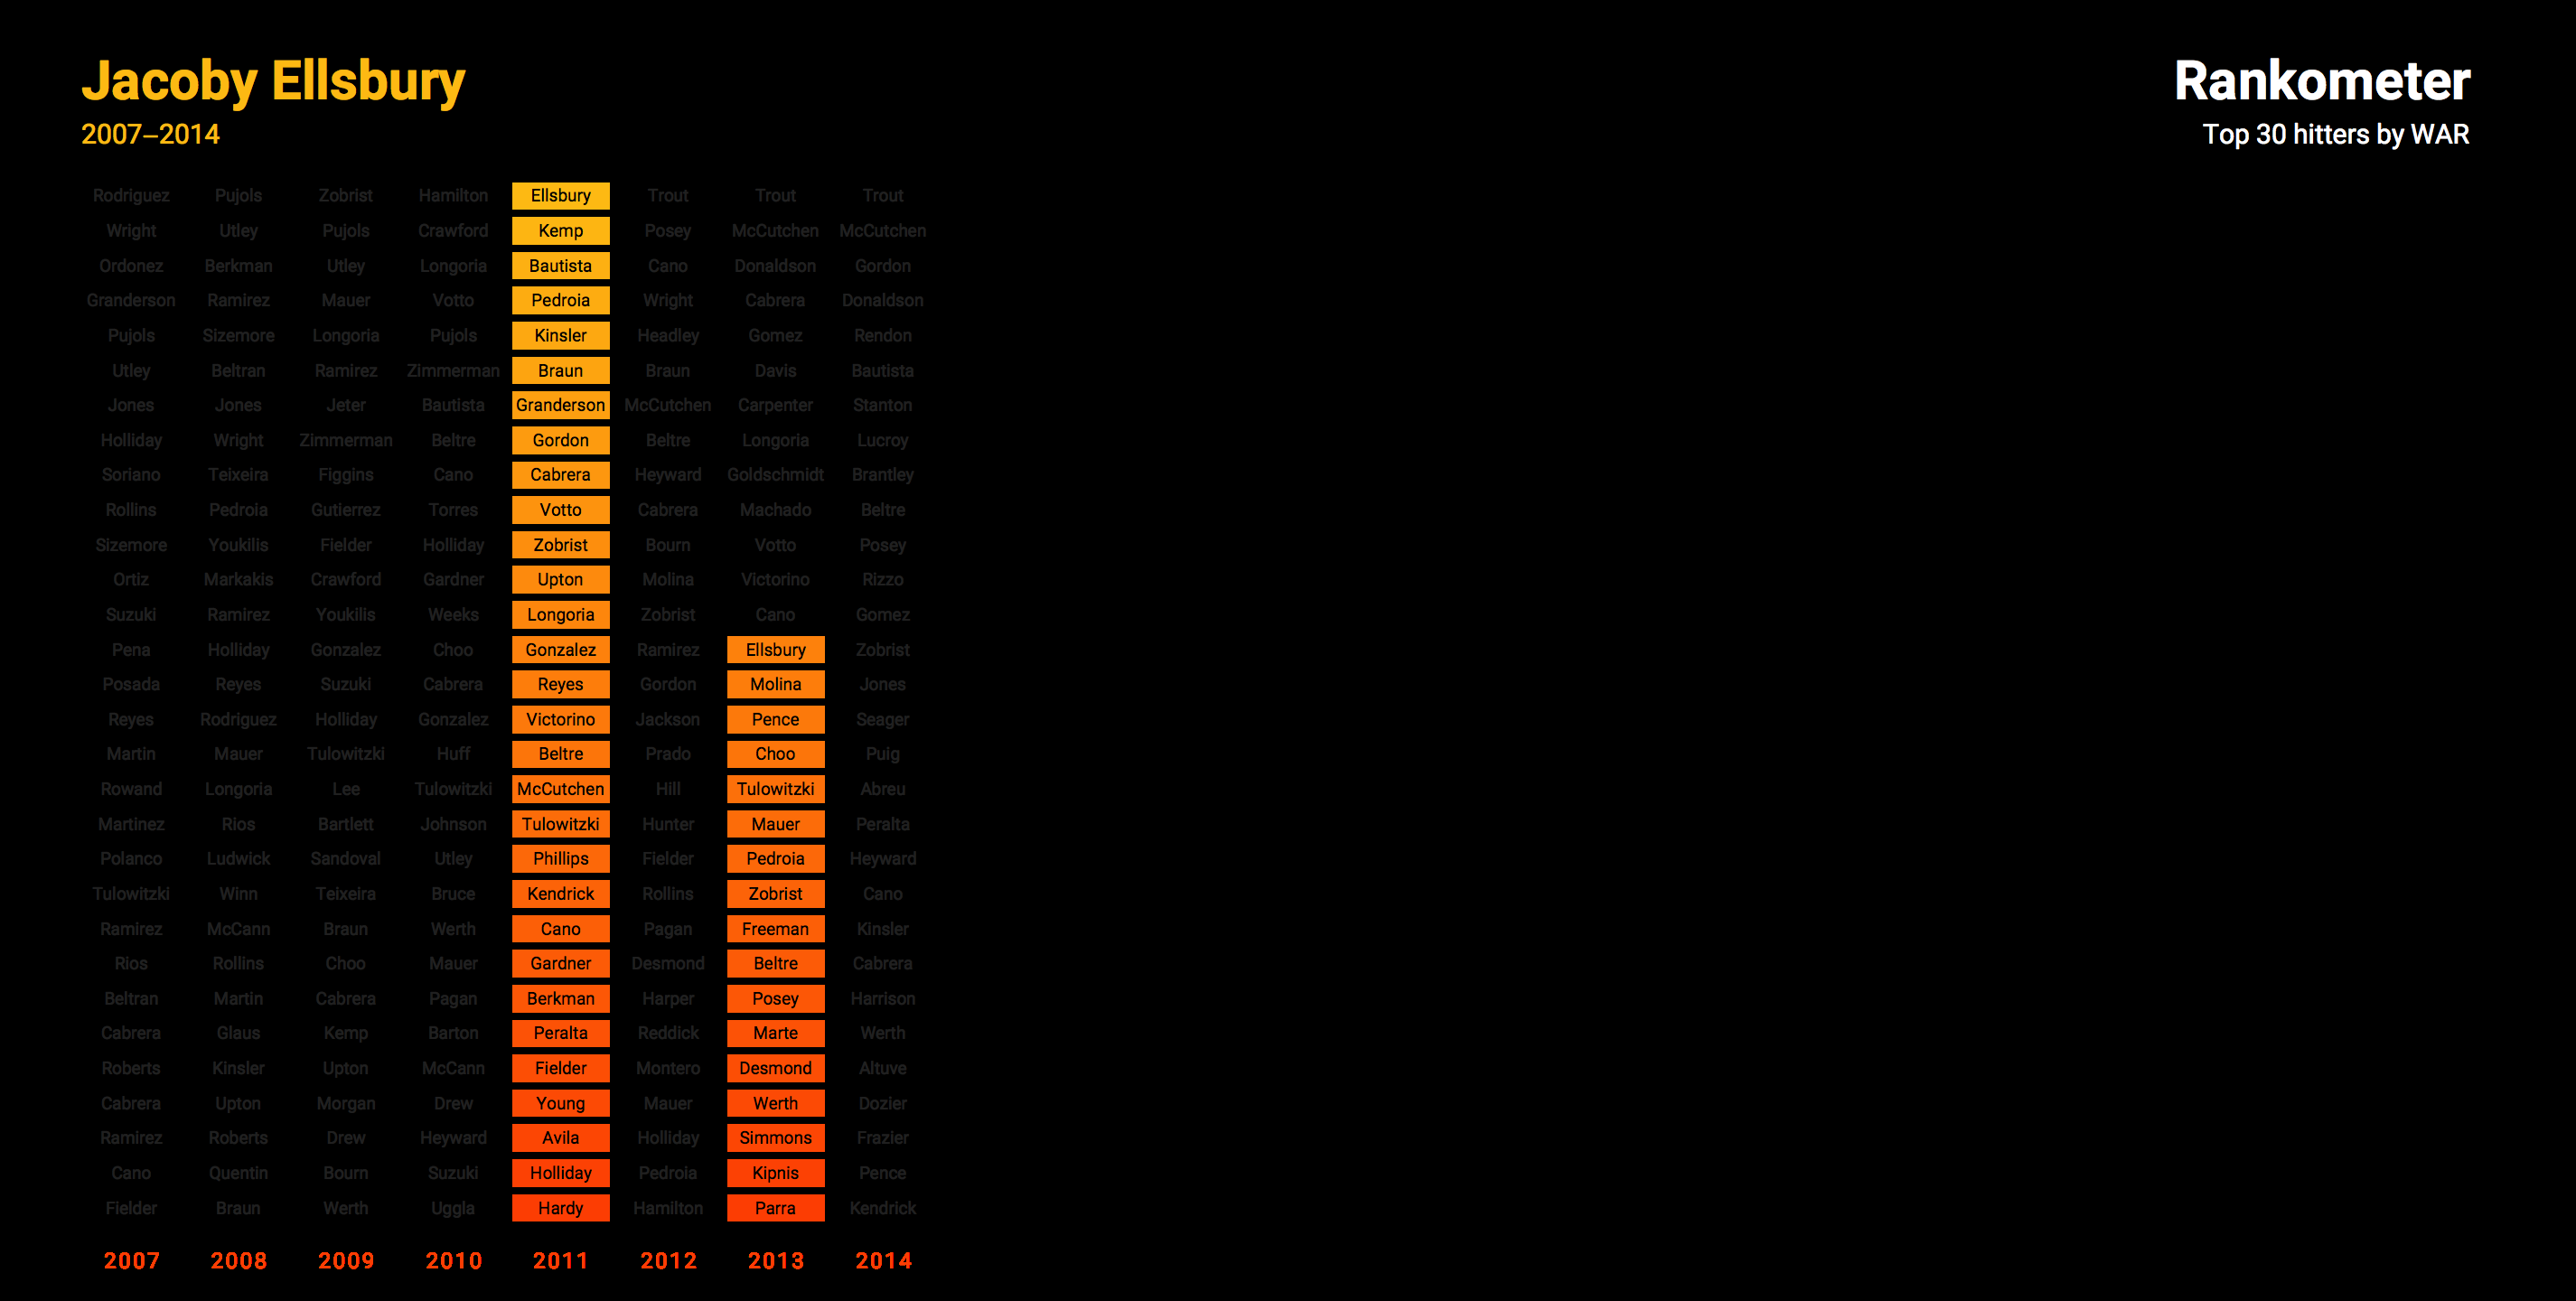 Jacoby Ellsbury
2007–2014
Rankometer
Top 30 hitters by WAR
Rodriguez Pujols Zobrist Hamilton Ellsbury Trout Trout Trout
Wright Utley Pujols Crawford Kemp Posey McCutchen McCutchen
Ordonez Berkman Utley Longoria Bautista Cano Donaldson Gordon
Granderson Ramirez Mauer Votto Pedroia Wright Cabrera Donaldson
Pujols Sizemore Longoria Pujols Kinsler Headley Gomez Rendon
Utley Beltran Ramirez Zimmerman Braun Braun Davis Bautista
Jones Jones Jeter Bautista Granderson McCutchen Carpenter Stanton
Holliday Wright Zimmerman Beltre Gordon Beltre Longoria Lucroy
Soriano Teixeira Figgins Cano Cabrera Heyward Goldschmidt Brantley
Rollins Pedroia Gutierrez Torres Votto Cabrera Machado Beltre
Sizemore Youkilis Fielder Holliday Zobrist Bourn Votto Posey
Ortiz Markakis Crawford Gardner Upton Molina Victorino Rizzo
Suzuki Ramirez Youkilis Weeks Longoria Zobrist Cano Gomez
Pena Holliday Gonzalez Choo Gonzalez Ramirez Ellsbury Zobrist
Posada Reyes Suzuki Cabrera Reyes Gordon Molina Jones
Reyes Rodriguez Holliday Gonzalez Victorino Jackson Pence Seager
Martin Mauer Tulowitzki Huff Beltre Prado Choo Puig
Rowand Longoria Lee Tulowitzki McCutchen Hill Tulowitzki Abreu
Martinez Rios Bartlett Johnson Tulowitzki Hunter Mauer Peralta
Polanco Ludwick Sandoval Utley Phillips Fielder Pedroia Heyward
Tulowitzki Winn Teixeira Bruce Kendrick Rollins Zobrist Cano
Ramirez McCann Braun Werth Cano Pagan Freeman Kinsler
Rios Rollins Choo Mauer Gardner Desmond Beltre Cabrera
Beltran Martin Cabrera Pagan Berkman Harper Posey Harrison
Cabrera Glaus Kemp Barton Peralta Reddick Marte Werth
Roberts Kinsler Upton McCann Fielder Montero Desmond Altuve
Cabrera Upton Morgan Drew Young Mauer Werth Dozier
Ramirez Roberts Drew Heyward Avila Holliday Simmons Frazier
Cano Quentin Bourn Suzuki Holliday Pedroia Kipnis Pence
Fielder Braun Werth Uggla Hardy Hamilton Parra Kendrick
2007 2008 2009 2010 2011 2012 2013 2014